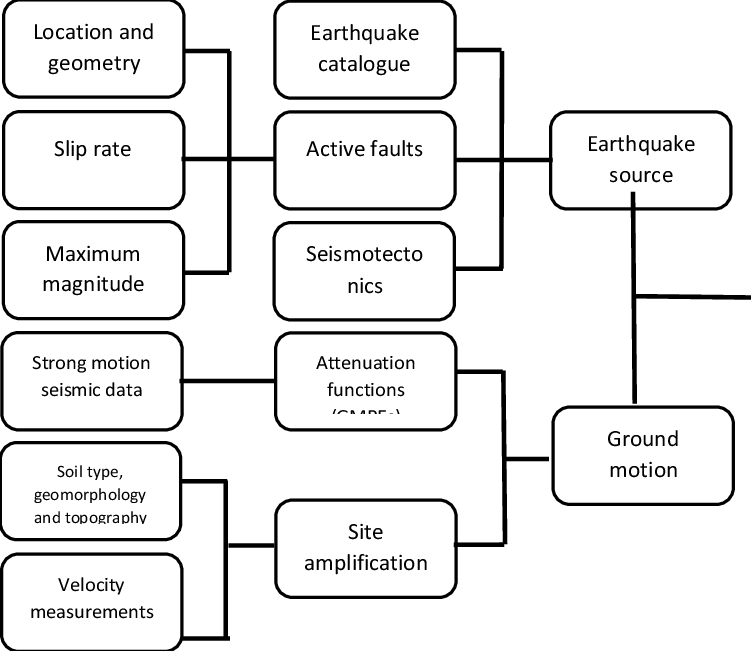 Location and
geometry
Earthquake
catalogue
Slip rate
Active faults
Earthquake
source
Maximum
magnitude
Seismotecto
nics
Strong motion
seismic data
Attenuation
functions
(GMPEs)
Ground
motion
Soil type,
geomorphology
and topography
Site
amplification
Velocity
measurements